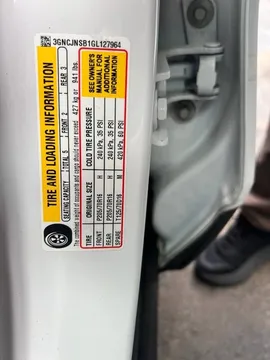 3GNCJNSB1GL127964
TIRE AND LOADING INFORMATION
SEATING CAPACITY TOTAL 5 FRONT 2 REAR 3
The combined weight of occupants and cargo should never exceed 427 kg or 941 lbs.
TIRE ORIGINAL SIZE COLD TIRE PRESSURE
FRONT P205/70R16 H 240 kPa, 35 PSI
REAR P205/70R16 H 240 kPa, 35 PSI
SPARE T125/70D16 M 420 kPa, 60 PSI
SEE OWNER'S
MANUAL FOR
ADDITIONAL
INFORMATION